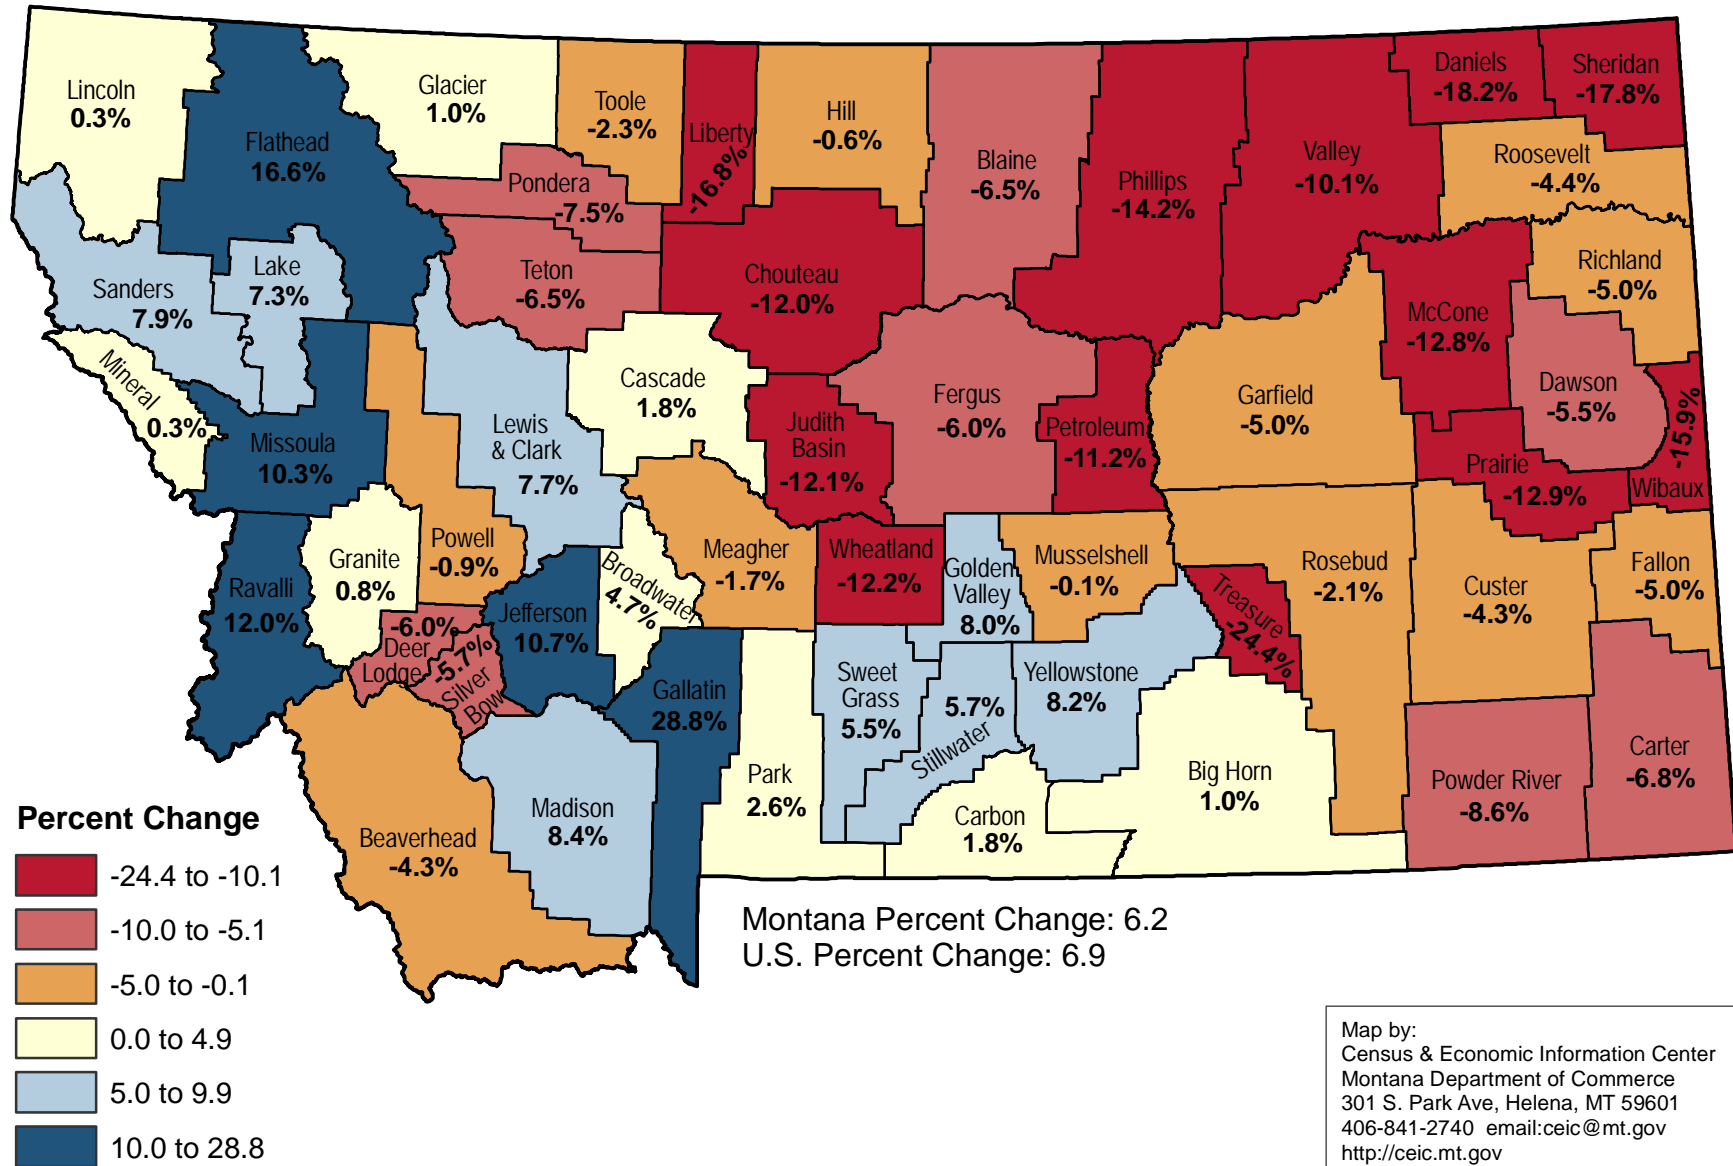 Lincoln
0.3%
Flathead
16.6%
Glacier
1.0%
Toole
-2.3%
Liberty
-16.8%
Hill
-0.6%
Blaine
-6.5%
Phillips
-14.2%
Valley
-10.1%
Daniels
-18.2%
Sheridan
-17.8%
Roosevelt
-4.4%
Pondera
-7.5%
Teton
-6.5%
Chouteau
-12.0%
Sanders
7.9%
Lake
7.3%
Richland
-5.0%
McCone
-12.8%
Mineral
0.3%
Missoula
10.3%
Lewis
& Clark
7.7%
Cascade
1.8%
Judith
Basin
-12.1%
Fergus
-6.0%
Petroleum
-11.2%
Garfield
-5.0%
Dawson
-5.5%
Prairie
-12.9%
-15.9%
Wibaux
Ravalli
12.0%
Granite
0.8%
Powell
-0.9%
Jefferson
10.7%
Broadwater
4.7%
Meagher
-1.7%
Wheatland
-12.2%
Golden
Valley
8.0%
Musselshell
-0.1%
Treasure
-24.4%
Rosebud
-2.1%
Custer
-4.3%
Fallon
-5.0%
-6.0%
Deer
Lodge
-5.7%
Silver
Bow
Gallatin
28.8%
Sweet
Grass
5.5%
5.7%
Stillwater
Yellowstone
8.2%
Park
2.6%
Carbon
1.8%
Big Horn
1.0%
Powder River
-8.6%
Carter
-6.8%
Beaverhead
-4.3%
Madison
8.4%
Percent Change
-24.4 to -10.1
-10.0 to -5.1
-5.0 to -0.1
0.0 to 4.9
5.0 to 9.9
10.0 to 28.8
Montana Percent Change: 6.2
U.S. Percent Change: 6.9
Map by:
Census & Economic Information Center
Montana Department of Commerce
301 S. Park Ave, Helena, MT 59601
406-841-2740 email:ceic@mt.gov
http://ceic.mt.gov